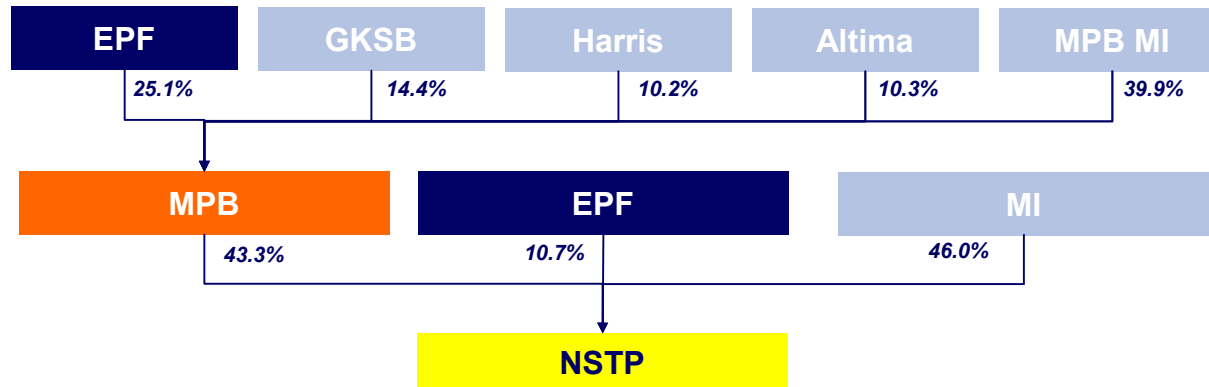 EPF GKSB Harris Altima MPB MI
25.1% 14.4% 10.2% 10.3% 39.9%
MPB EPF MI
43.3% 10.7% 46.0%
NSTP